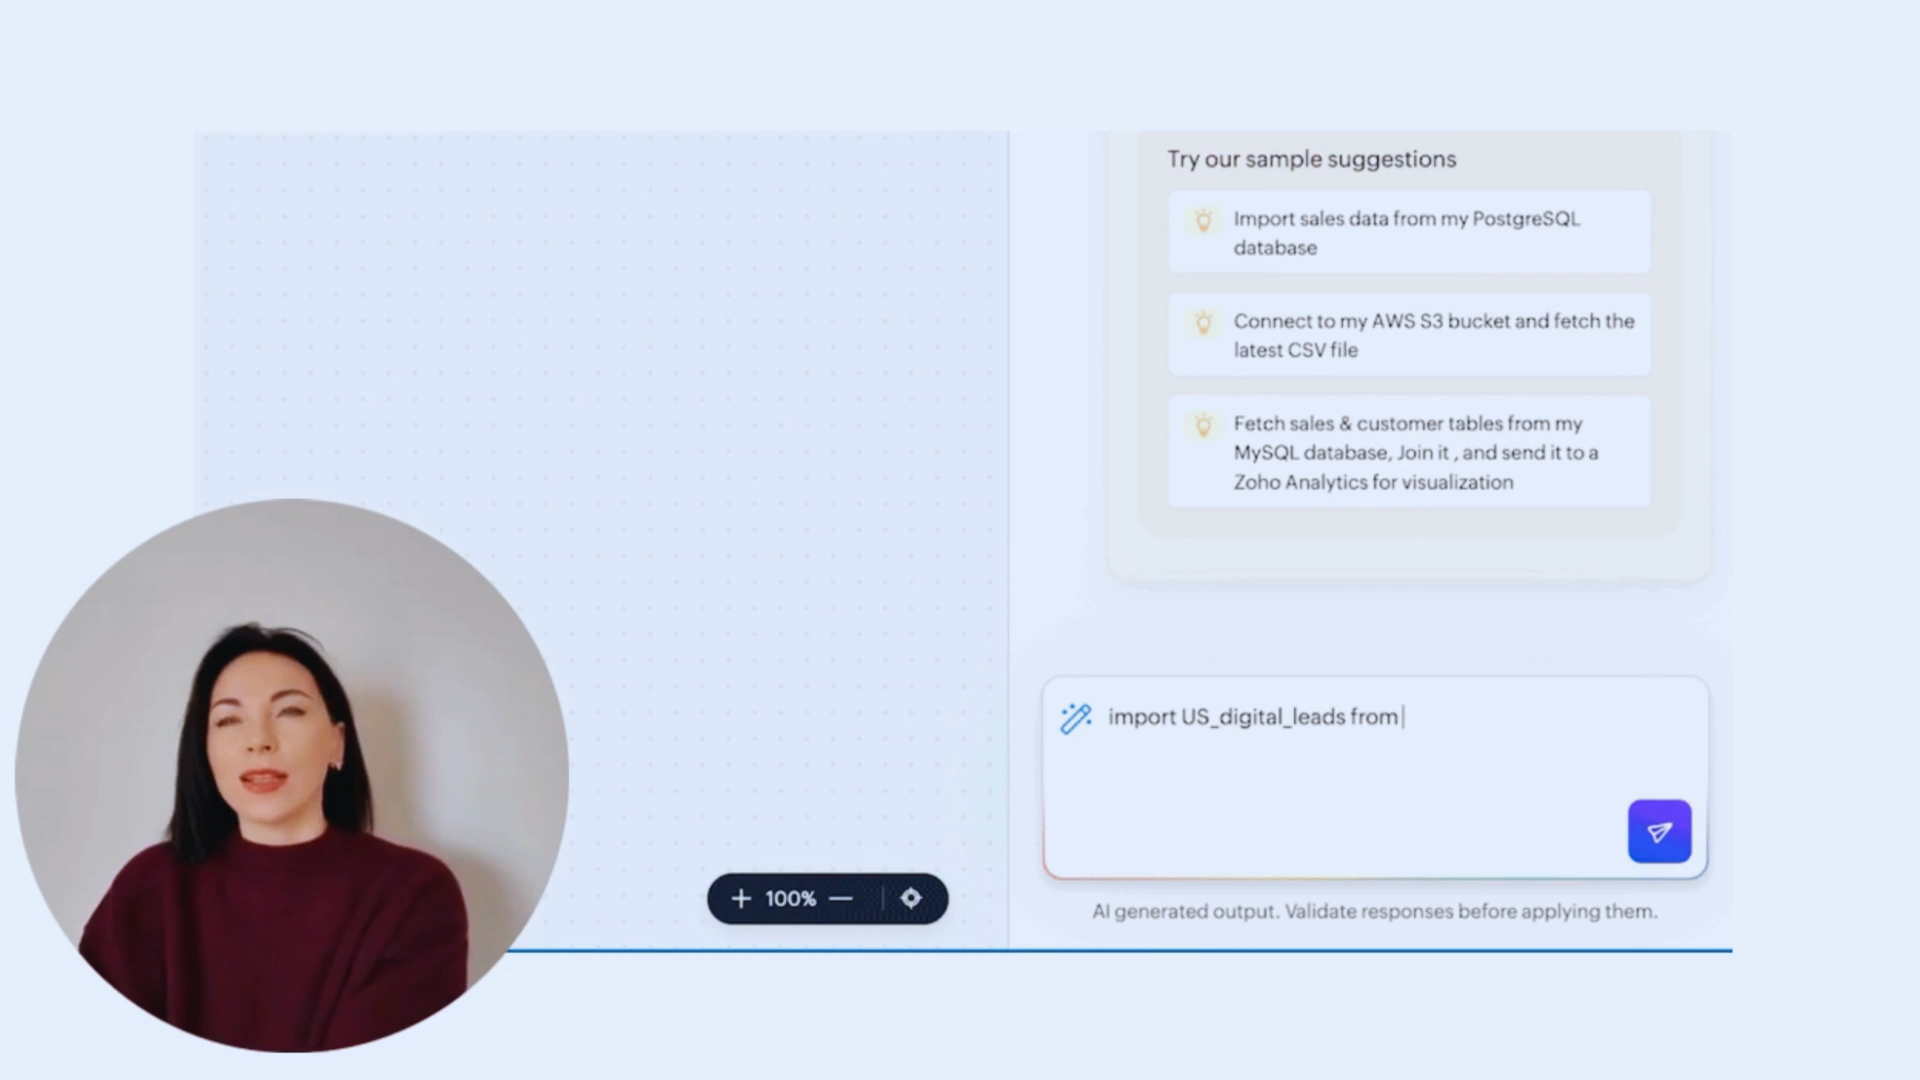 Try our sample suggestions
Import sales data from my PostgreSQL
database
Connect to my AWS S3 bucket and fetch the
latest CSV file
Fetch sales & customer tables from my
MySQL database, Join it , and send it to a
Zoho Analytics for visualization
import US_digital_leads from
100%
AI generated output. Validate responses before applying them.